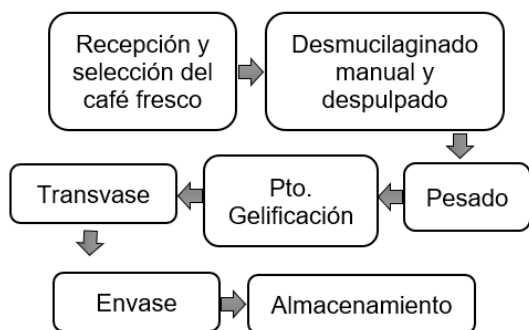 Recepción y
selección del
café fresco
Desmucilaginado
manual y
despulpado
Pesado
Pto.
Gelificación
Transvase
Envase
Almacenamiento